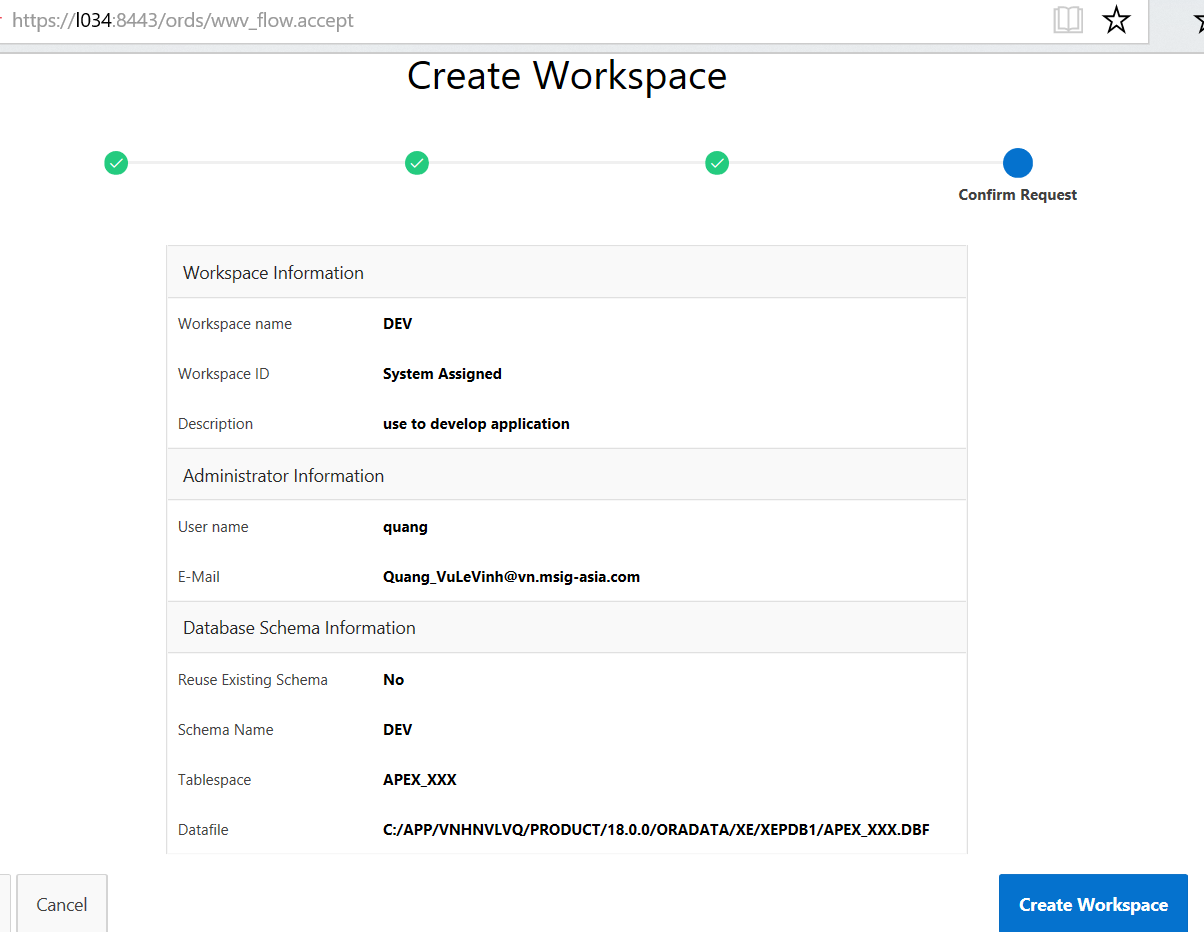 https://l034:8443/ords/wwv_flow.accept
Create Workspace
Confirm Request
Workspace Information
Workspace name DEV
Workspace ID System Assigned
Description use to develop application
Administrator Information
User name quang
E-Mail Quang_VuLeVinh@vn.msig-asia.com
Database Schema Information
Reuse Existing Schema No
Schema Name DEV
Tablespace APEX_XXX
Datafile C:/APP/VNHNVLVQ/PRODUCT/18.0.0/ORADATA/XE/XEPDB1/APEX_XXX.DBF
Cancel
Create Workspace